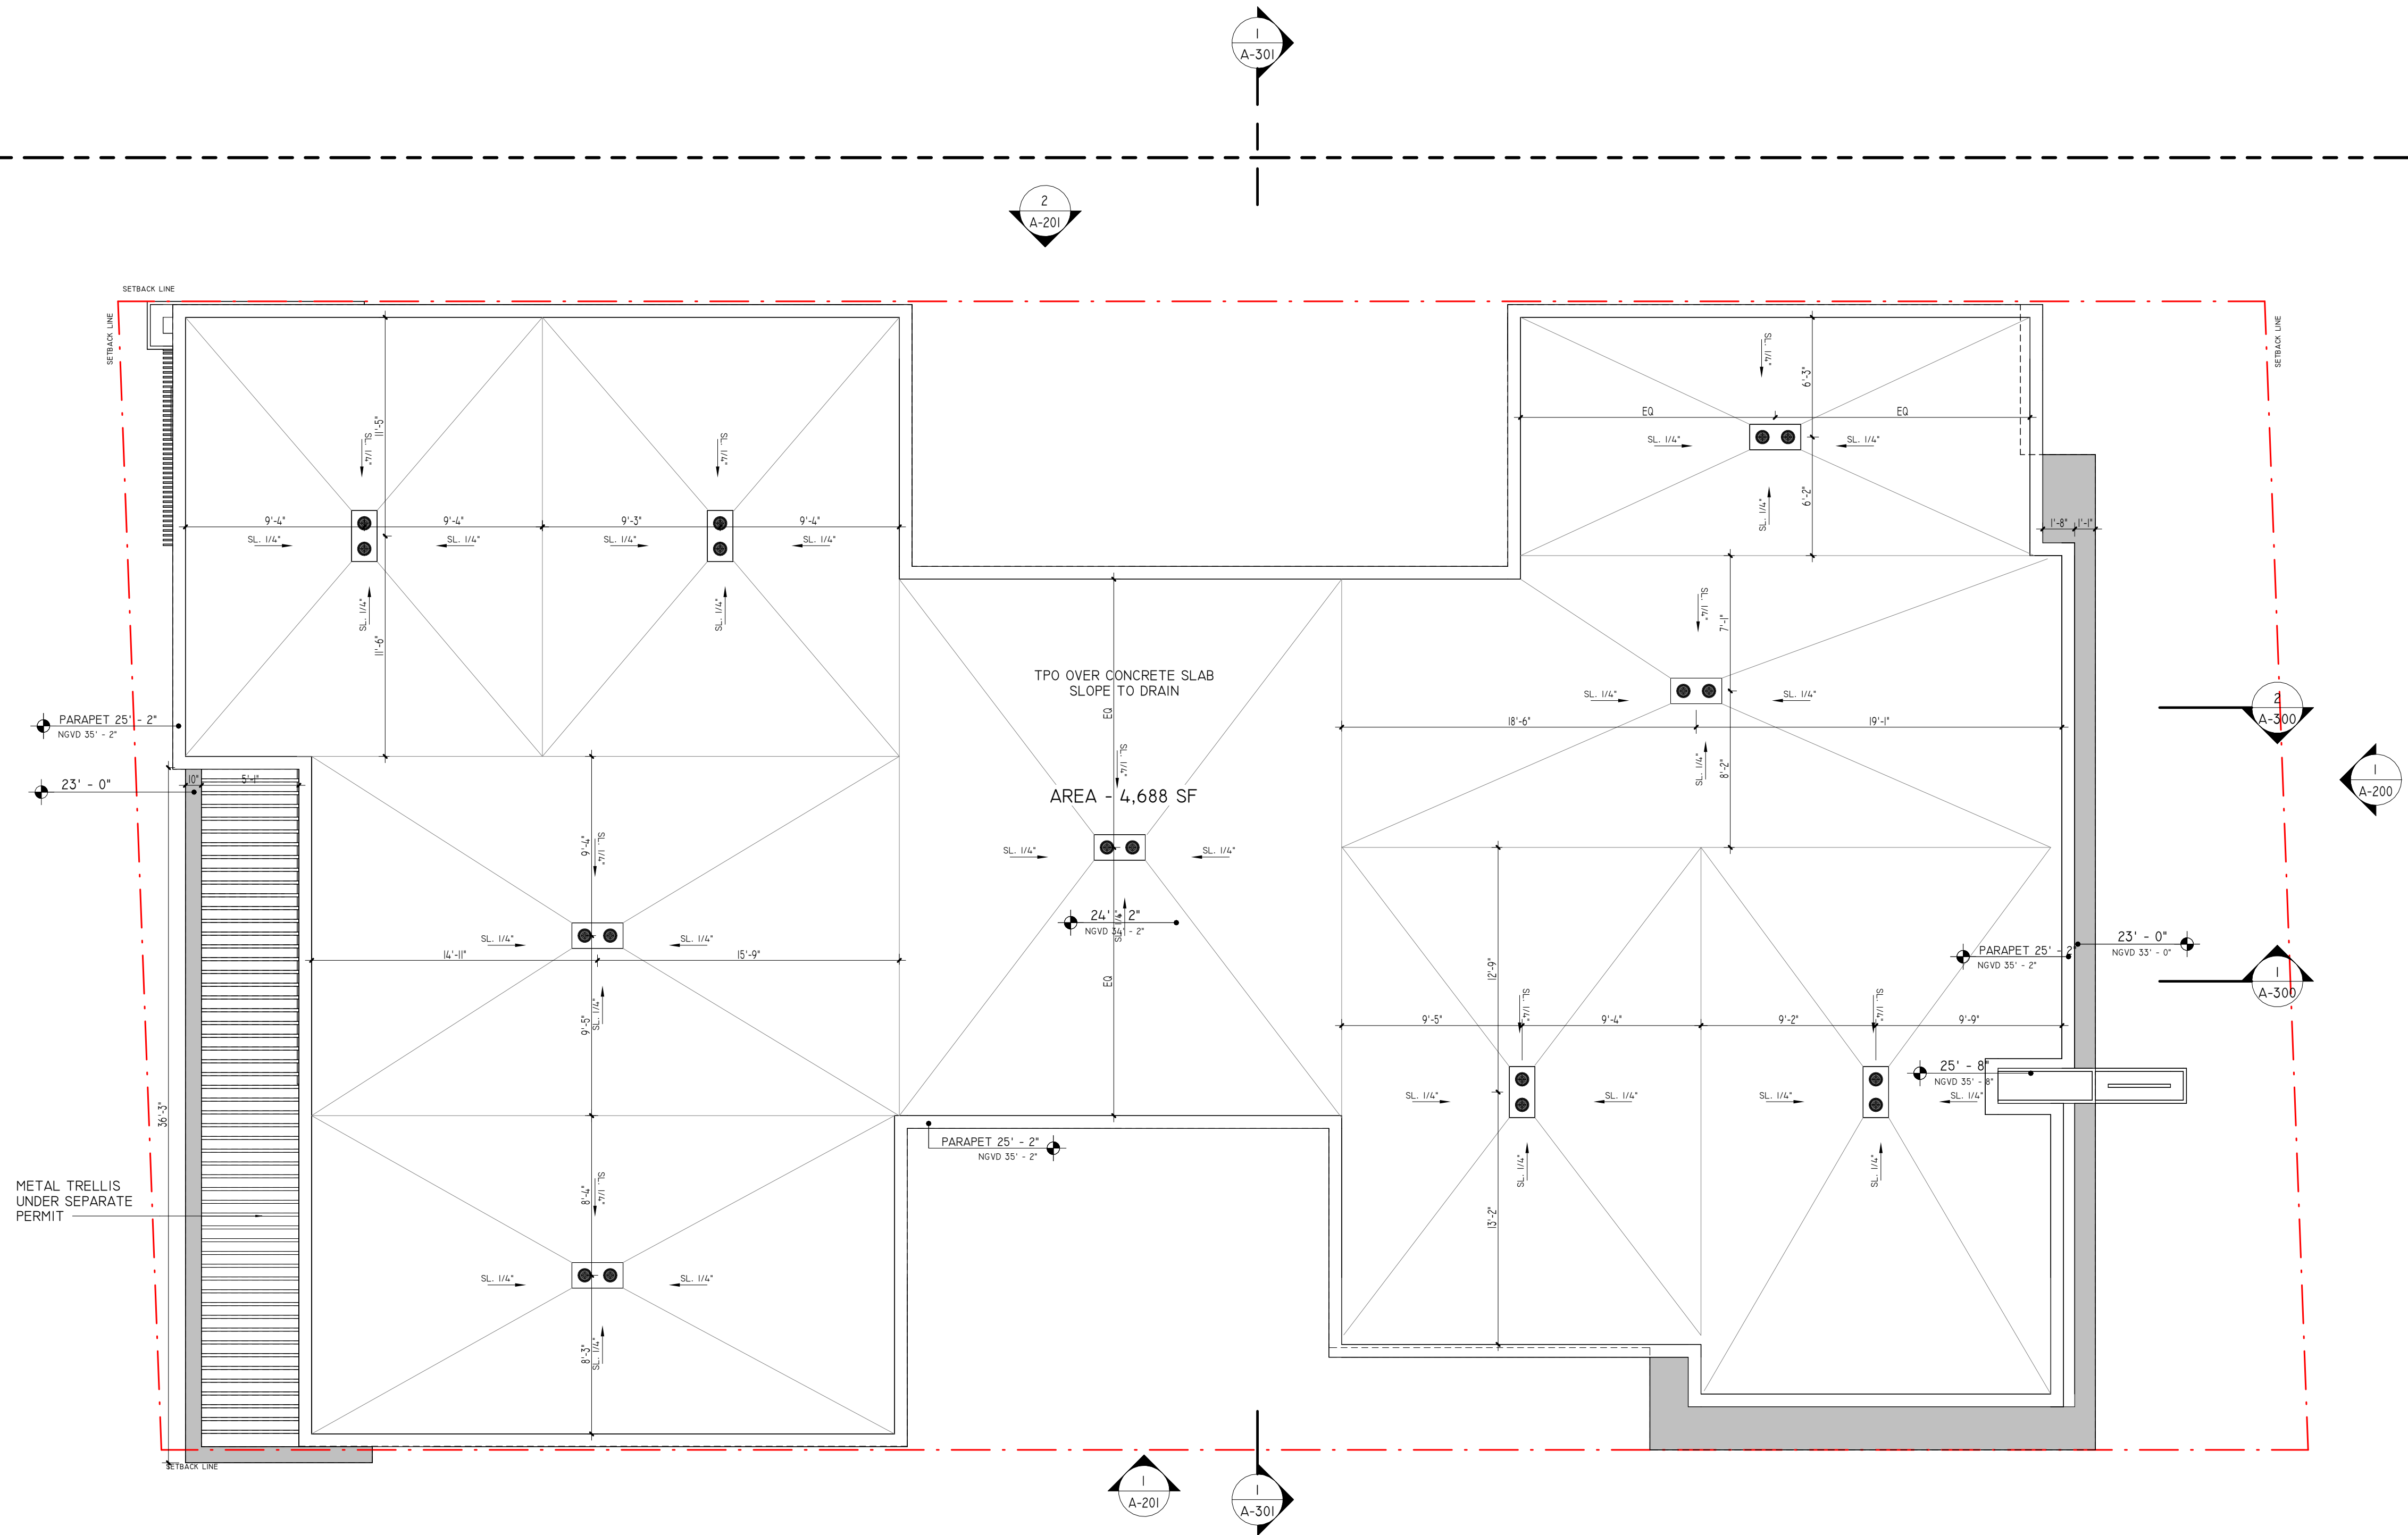 1
A-301
2
A-201
SETBACK LINE
SETBACK LINE
SETBACK LINE
SL. 1/4"
6'-3"
EQ
EQ
SL. 1/4"
SL. 1/4"
6'-2"
SL. 1/4"
11'-5"
SL. 1/4"
SL. 1/4"
9'-4"
9'-4"
9'-3"
9'-4"
SL. 1/4"
SL. 1/4"
SL. 1/4"
SL. 1/4"
1'-8"
1'-1"
SL. 1/4"
SL. 1/4"
11'-6"
SL. 1/4"
7'-1"
TPO OVER CONCRETE SLAB
SLOPE TO DRAIN
EQ
SL. 1/4"
SL. 1/4"
SL. 1/4"
PARAPET 25' - 2"
NGVD 35' - 2"
18'-6"
19'-1"
2
A-300
SL. 1/4"
8'-2"
23' - 0"
10"
5'-1"
AREA - 4,688 SF
1
A-200
9'-4"
SL. 1/4"
SL. 1/4"
SL. 1/4"
24' - 2"
NGVD 34' - 2"
SL. 1/4"
SL. 1/4"
SL. 1/4"
14'-11"
15'-9"
EQ
12'-9"
PARAPET 25' - 2"
NGVD 35' - 2"
23' - 0"
NGVD 33' - 0"
1
A-300
9'-5"
SL. 1/4"
SL. 1/4"
SL. 1/4"
9'-5"
9'-4"
9'-2"
9'-9"
25' - 8"
NGVD 35' - 8"
SL. 1/4"
SL. 1/4"
SL. 1/4"
SL. 1/4"
36'-3"
PARAPET 25' - 2"
NGVD 35' - 2"
SL. 1/4"
SL. 1/4"
METAL TRELLIS
UNDER SEPARATE
PERMIT
8'-4"
SL. 1/4"
13'-2"
SL. 1/4"
SL. 1/4"
8'-3"
SL. 1/4"
SETBACK LINE
1
A-201
1
A-301